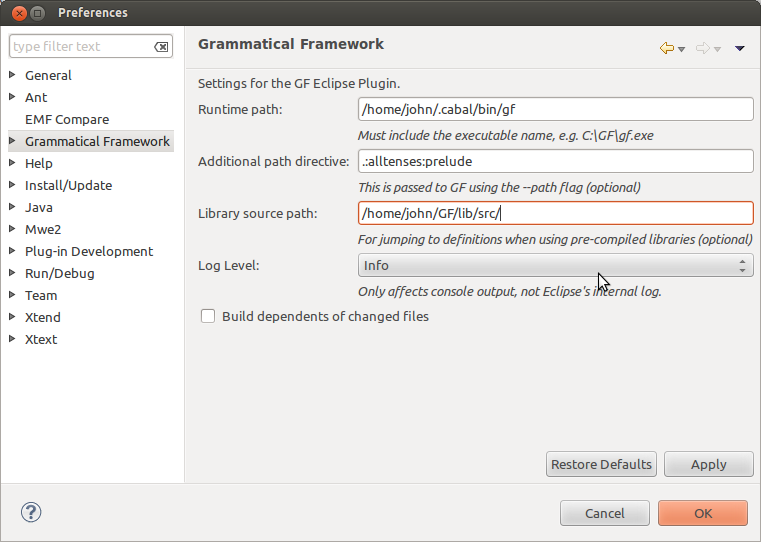 Preferences
type filter text
General
Ant
EMF Compare
Grammatical Framework
Help
Install/Update
Java
Mwe2
Plug-in Development
Run/Debug
Team
Xtend
Xtext
Grammatical Framework
Settings for the GF Eclipse Plugin.
Runtime path: /home/john/.cabal/bin/gf
Must include the executable name, e.g. C:\GF\gf.exe
Additional path directive: .:alltenses:prelude
This is passed to GF using the --path flag (optional)
Library source path: /home/john/GF/lib/src/
For jumping to definitions when using pre-compiled libraries (optional)
Log Level: Info
Only affects console output, not Eclipse's internal log.
Build dependents of changed files
Restore Defaults Apply
? Cancel OK